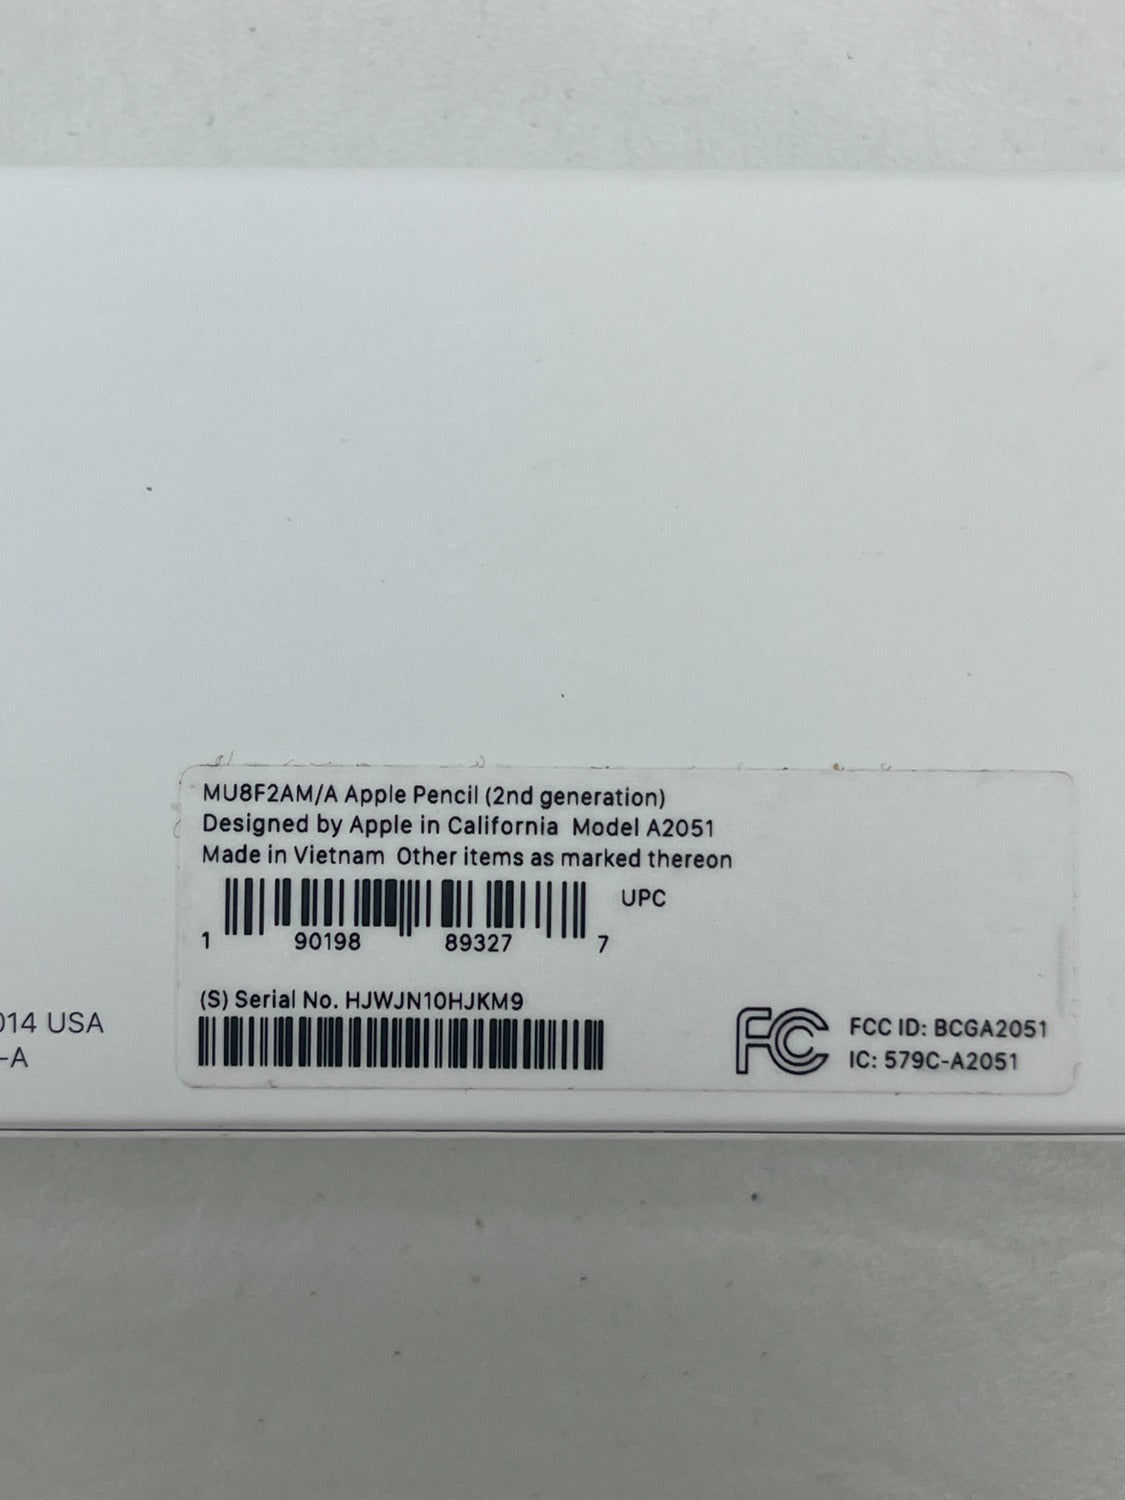 MU8F2AM/A Apple Pencil (2nd generation)
Designed by Apple in California Model A2051
Made in Vietnam Other items as marked thereon
UPC
1 90198 89327 7
(S) Serial No. HJWJN10HJKM9
014 USA
-A
FC
FCC ID: BCGA2051
IC: 579C-A2051